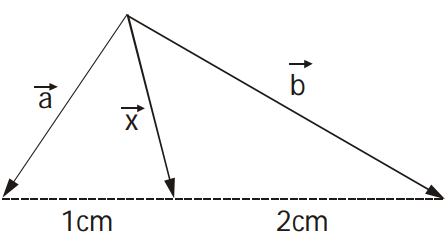 b⃗
a⃗
x⃗
1cm 2cm